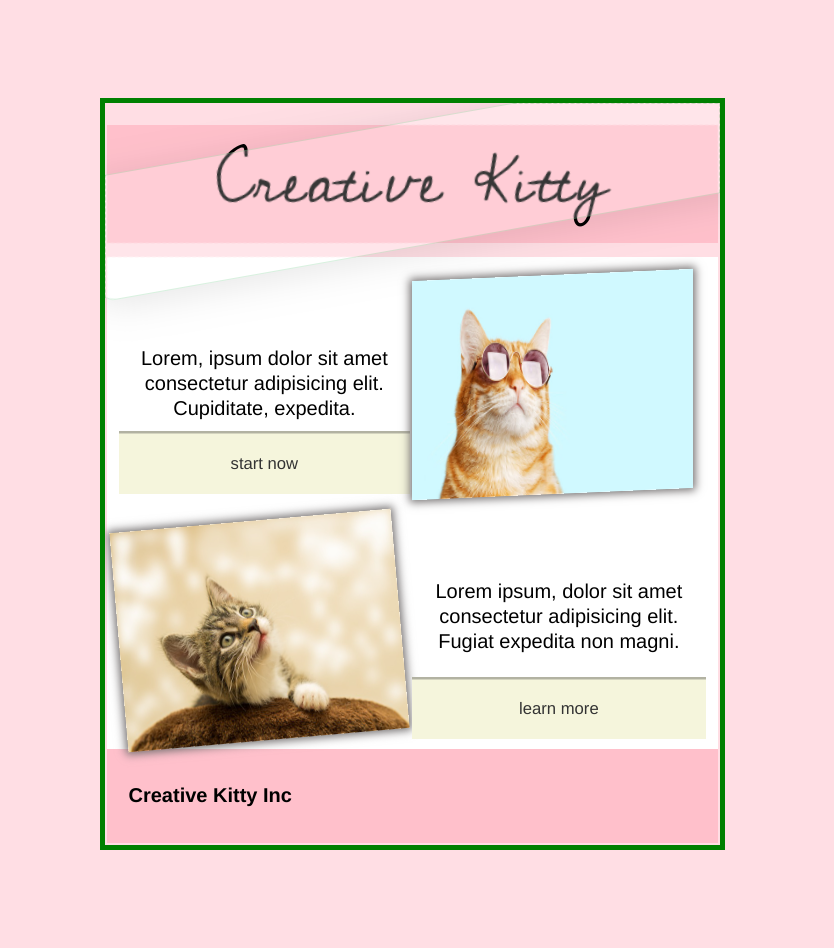 Creative Kitty
Lorem, ipsum dolor sit amet
consectetur adipisicing elit.
Cupiditate, expedita.
start now
Lorem ipsum, dolor sit amet
consectetur adipisicing elit.
Fugiat expedita non magni.
learn more
Creative Kitty Inc